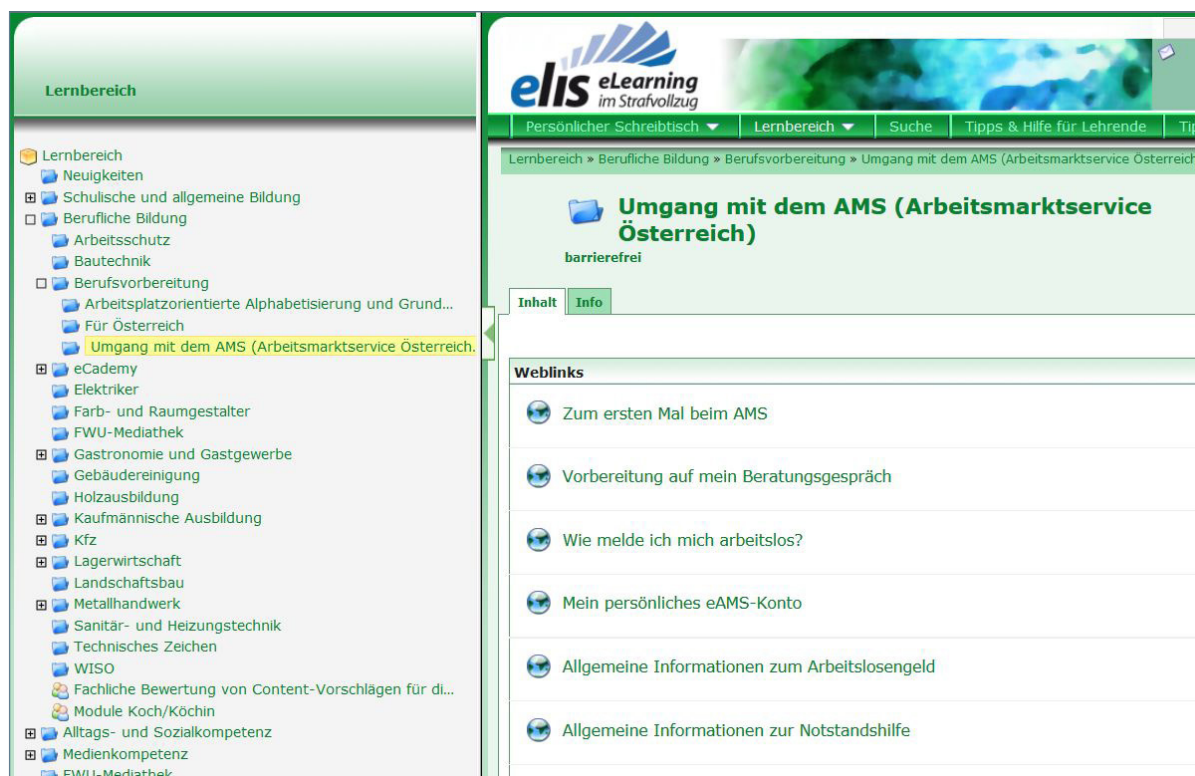 Lernbereich
Lernbereich
Neuigkeiten
Schulische und allgemeine Bildung
Berufliche Bildung
Arbeitsschutz
Bautechnik
Berufsvorbereitung
Arbeitsplatzorientierte Alphabetisierung und Grund...
Für Österreich
Umgang mit dem AMS (Arbeitsmarktservice Österreich.
eCademy
Elektriker
Farb- und Raumgestalter
FWU-Mediathek
Gastronomie und Gastgewerbe
Gebäudereinigung
Holzausbildung
Kaufmännische Ausbildung
Kfz
Lagerwirtschaft
Landschaftsbau
Metallhandwerk
Sanitär- und Heizungstechnik
Technisches Zeichen
WISO
Fachliche Bewertung von Content-Vorschlägen für di...
Module Koch/Köchin
Alltags- und Sozialkompetenz
Medienkompetenz
FWU-Mediathek
elis eLearning
im Strafvollzug
Persönlicher Schreibtisch Lernbereich Suche Tipps & Hilfe für Lehrende
Lernbereich » Berufliche Bildung » Berufsvorbereitung » Umgang mit dem AMS (Arbeitsmarktservice Österreich
Umgang mit dem AMS (Arbeitsmarktservice
Österreich)
barrierefrei
Inhalt Info
Weblinks
Zum ersten Mal beim AMS
Vorbereitung auf mein Beratungsgespräch
Wie melde ich mich arbeitslos?
Mein persönliches eAMS-Konto
Allgemeine Informationen zum Arbeitslosengeld
Allgemeine Informationen zur Notstandshilfe